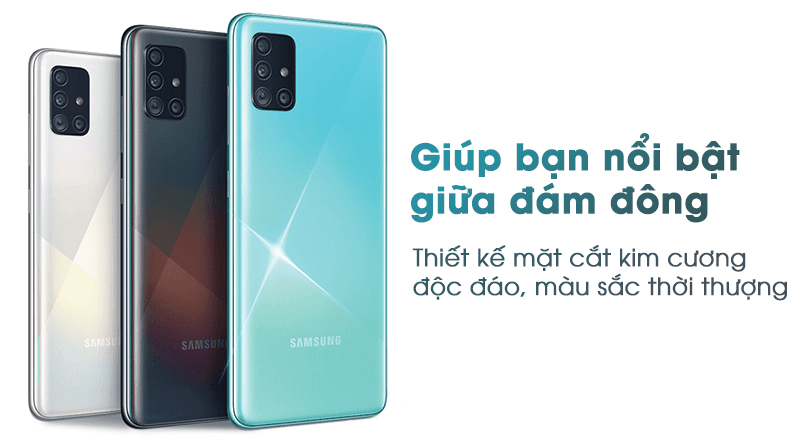 Giúp bạn nổi bật
giữa đám đông
Thiết kế mặt cắt kim cương
độc đáo, màu sắc thời thượng
SAMSUNG
SAMSUNG
SAMSUNG